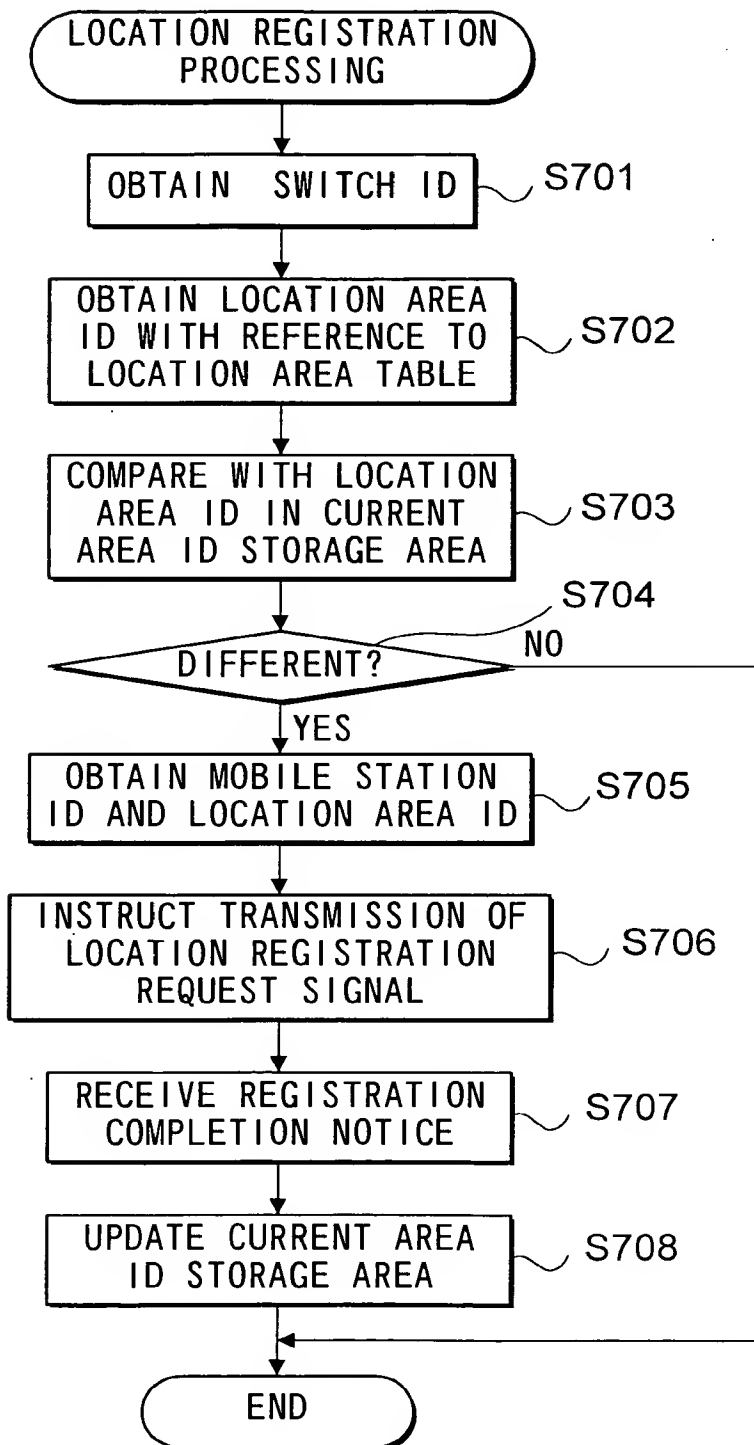 LOCATION REGISTRATION
PROCESSING
OBTAIN SWITCH ID
S701
OBTAIN LOCATION AREA
ID WITH REFERENCE TO
LOCATION AREA TABLE
S702
COMPARE WITH LOCATION
AREA ID IN CURRENT
AREA ID STORAGE AREA
S703
S704
DIFFERENT?
NO
YES
OBTAIN MOBILE STATION
ID AND LOCATION AREA ID
S705
INSTRUCT TRANSMISSION OF
LOCATION REGISTRATION
REQUEST SIGNAL
S706
RECEIVE REGISTRATION
COMPLETION NOTICE
S707
UPDATE CURRENT AREA
ID STORAGE AREA
S708
END